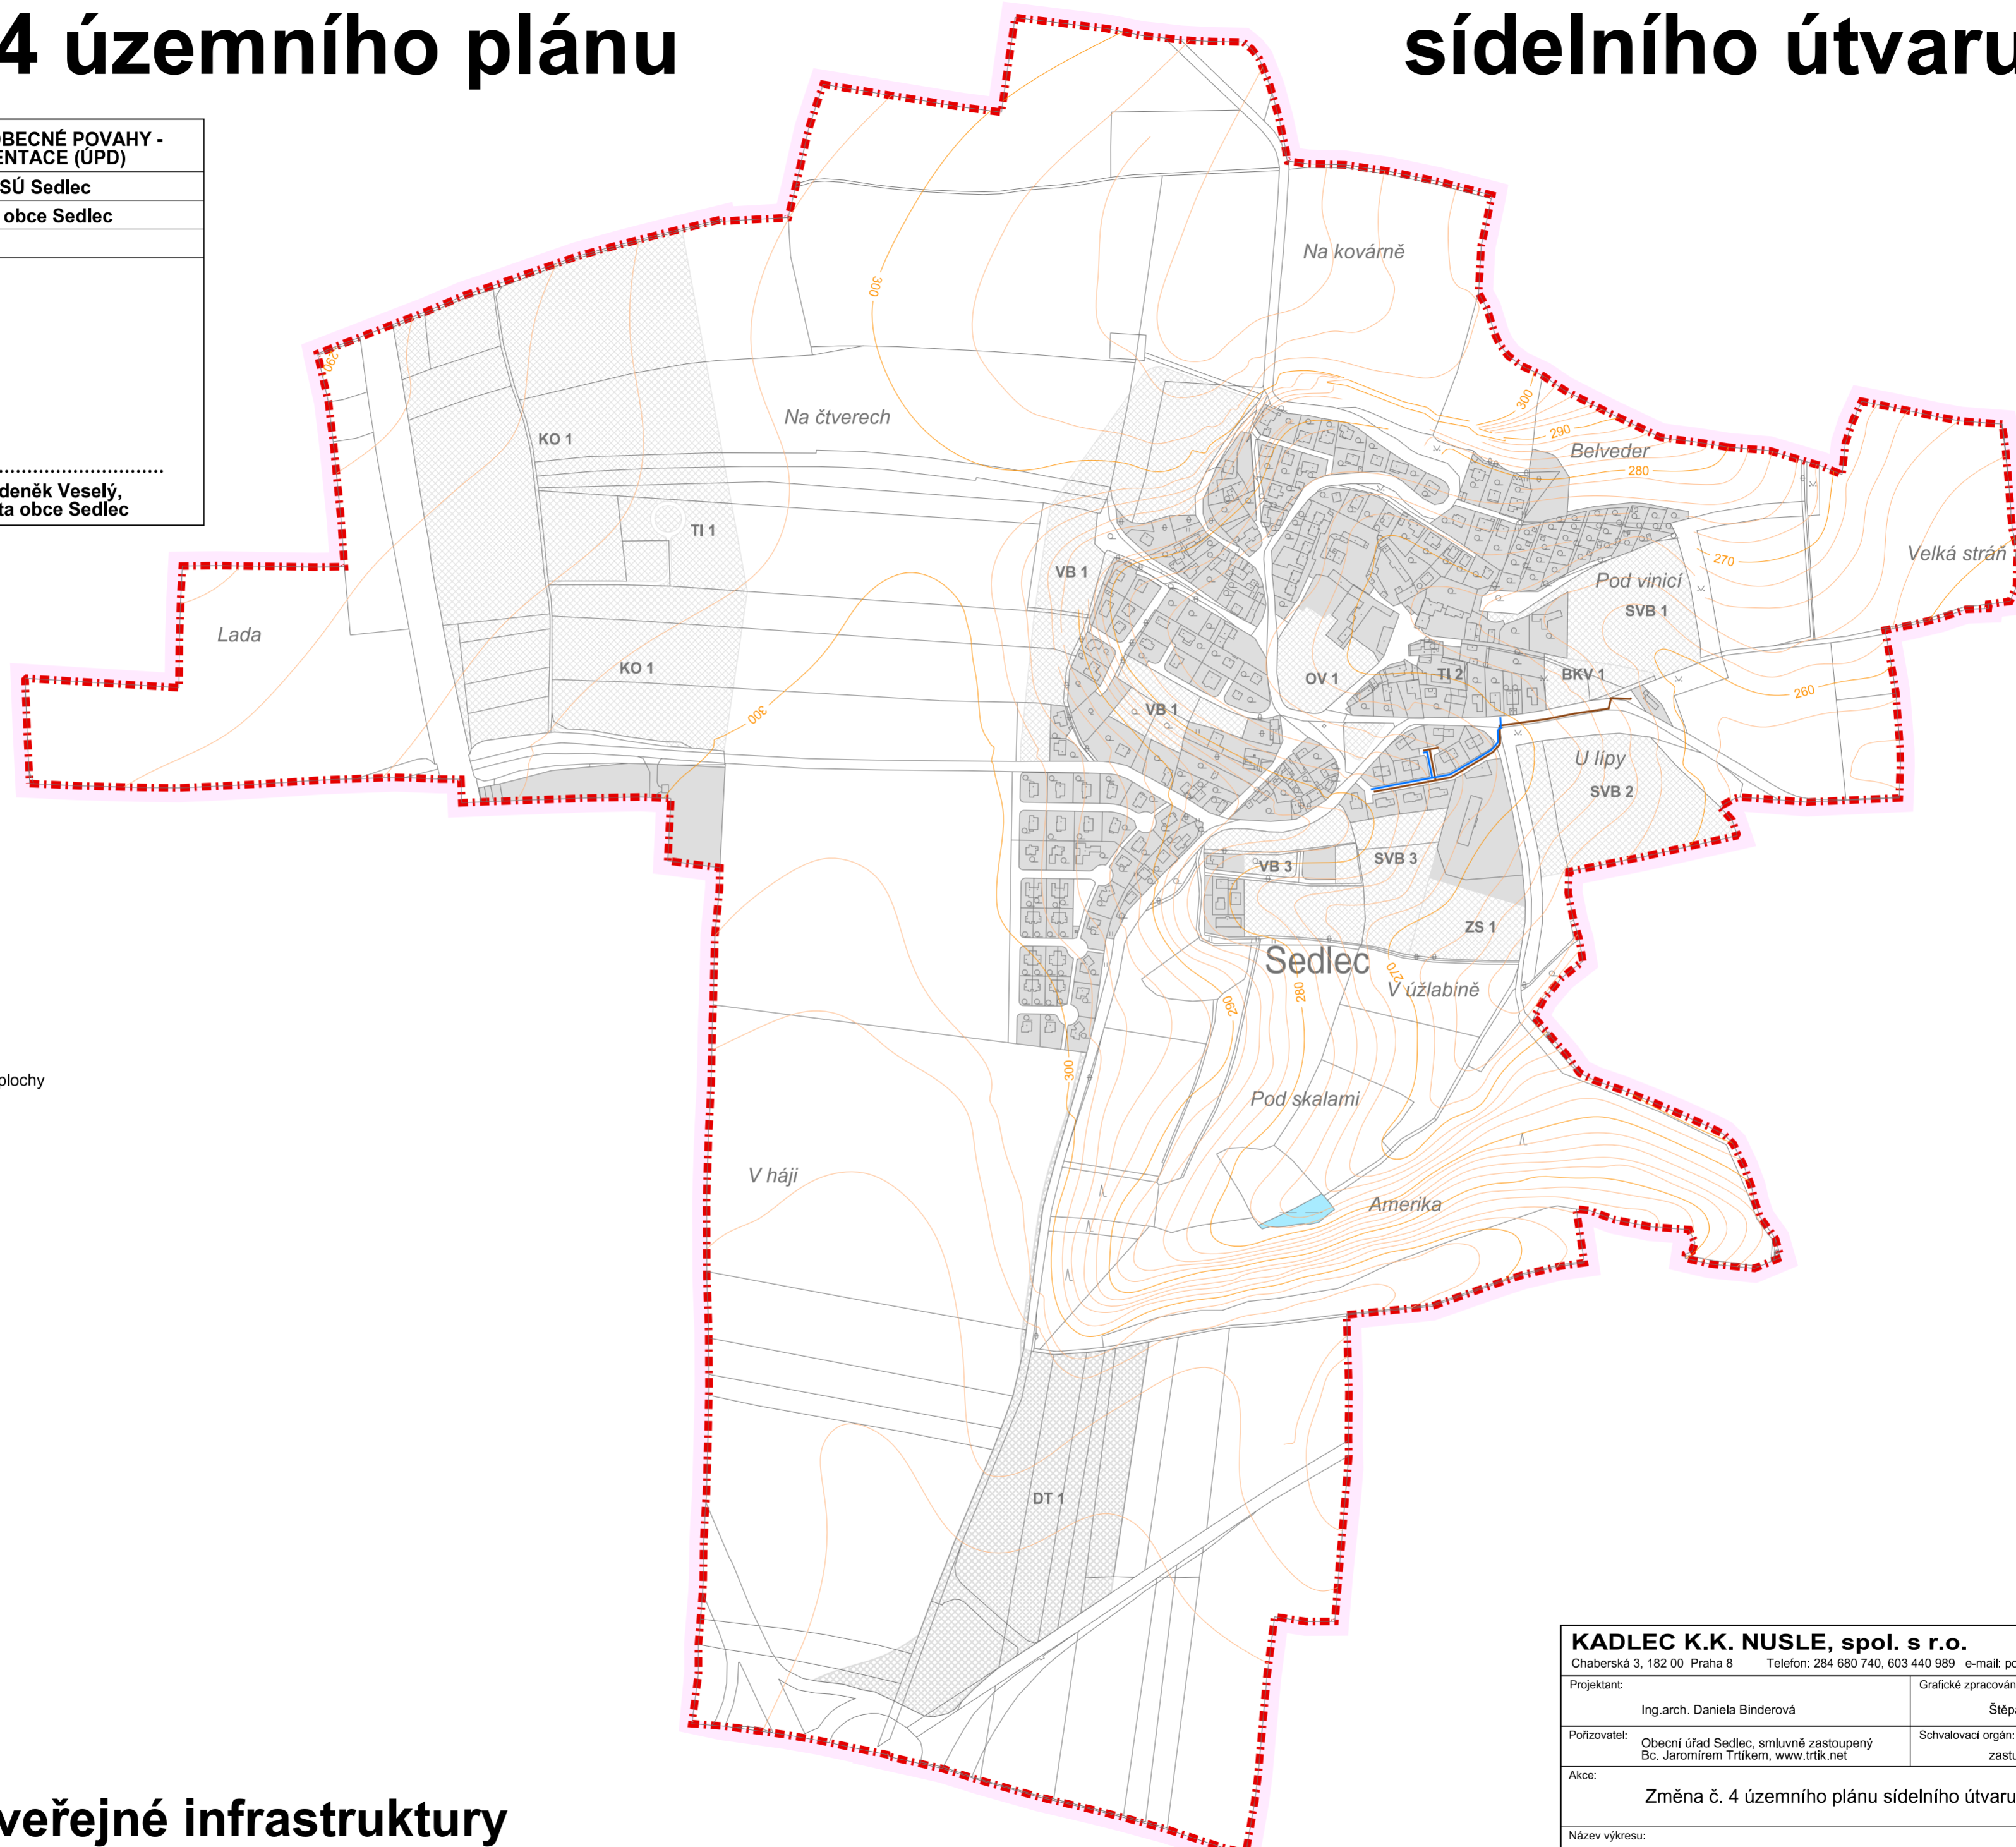 4 územního plánu
sídelního útvaru
OBECNÉ POVAHY -
ENTACE (ÚPD)
SÚ Sedlec
obce Sedlec
deněk Veselý,
ta obce Sedlec
Na kovárně
300
290
Na čtverech
KO 1
300
290
Belveder
280
TI 1
VB 1
270
Velká stráň
Pod vinicí
SVB 1
Lada
KO 1
OV 1
TI 2
BKV 1
260
300
VB 1
U lípy
SVB 2
VB 3
SVB 3
ZS 1
Sedlec
270
V úžlabině
280
290
300
plochy
Pod skalami
V háji
Amerika
DT 1
KADLEC K.K. NUSLE, spol. s r.o.
Chaberská 3, 182 00 Praha 8 Telefon: 284 680 740, 603 440 989 e-mail:
Projektant:
Grafické zpracován
Ing.arch. Daniela Binderová
Štěpá
Pořizovatel:
Obecní úřad Sedlec, smluvně zastoupený
Bc. Jaromírem Trtíkem, www.trtik.net
Schvalovací orgán:
zastu
Akce:
Změna č. 4 územního plánu sídelního útvaru
Název výkresu:
veřejné infrastruktury